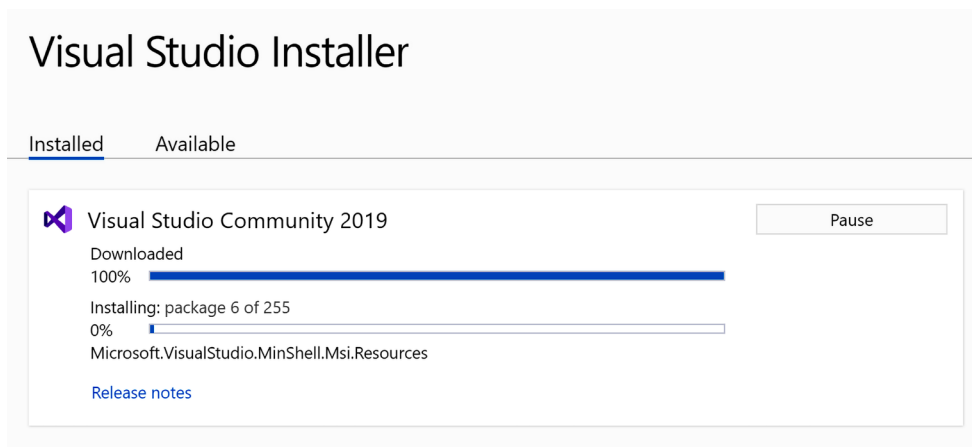 Visual Studio Installer
Installed Available
Visual Studio Community 2019 Pause
Downloaded
100%
Installing: package 6 of 255
0%
Microsoft.VisualStudio.MinShell.Msi.Resources
Release notes